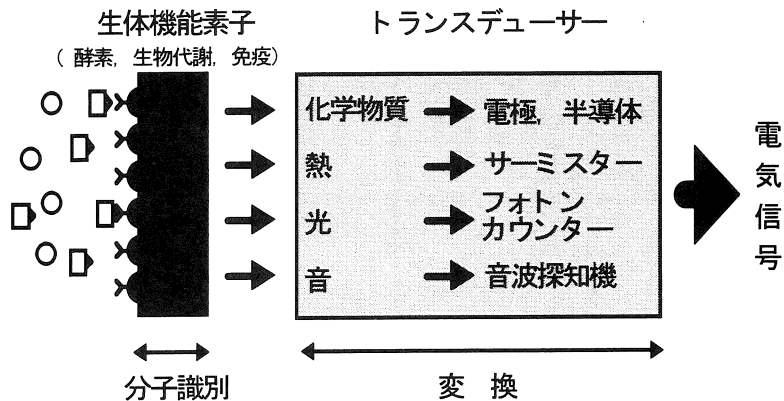 生体機能素子
トランスデューサー
( 酵素, 生物代謝, 免疫)
化学物質
電極, 半導体
熱
サーミスター
光
フォトン
カウンター
音
音波探知機
電気信号
分子識別
変 換